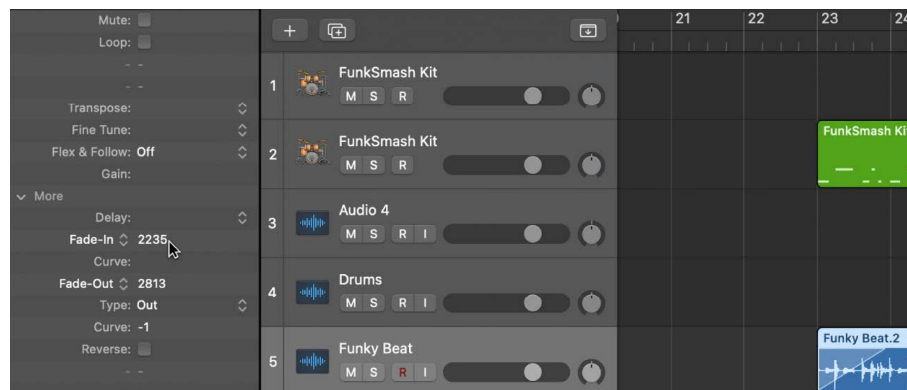 Mute:
Loop:
- -
- -
Transpose:
Fine Tune:
Flex & Follow: Off
Gain:
More
Delay:
Fade-In 2235
Curve:
Fade-Out 2813
Type: Out
Curve: -1
Reverse:
- -
1
FunkSmash Kit
M S R
2
FunkSmash Kit
M S R
3
Audio 4
M S R I
4
Drums
M S R I
5
Funky Beat
M S R I
21 22 23 24
FunkSmash Ki
Funky Beat.2